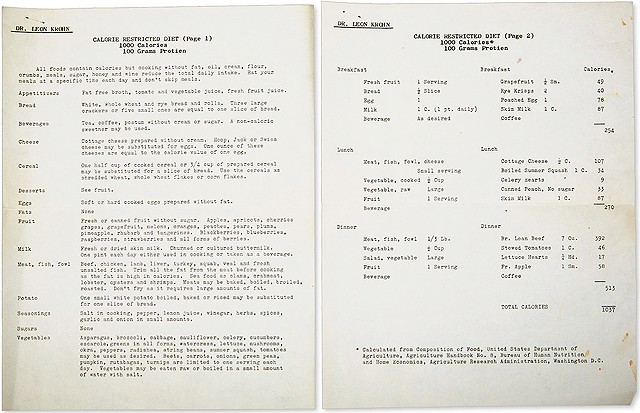 DR. LEON KROHN
CALORIE RESTRICTED DIET (Page 1)
1000 Calories
100 Grams Protien
All foods contain calories but cooking without fat, oil, cream, flour,
crumbs, meals, sugar, honey and wine reduce the total daily intake. Eat your
meals at a specific time each day and don't skip meals.
Appetitizers Fat free broth, tomato and vegetable juice, fresh fruit juice.
Bread White, whole wheat and rye bread and rolls. Three large
crackers or five small ones are equal to one slice of bread.
Beverages Tea, coffee, postum without cream or sugar. A non-caloric
sweetner may be used.
Cheese Cottage cheese prepared without cream. Hoop, Jack or Swiss
cheese may be substituted for eggs. One ounce of these
cheeses are equal to the calorie value of one egg.
Cereal One half cup of cooked cereal or 3/4 cup of prepared cereal
may be substituted for a slice of bread. Use the cereals as
shredded wheat, whole wheat flakes or corn flakes.
Desserts See fruit.
Eggs Soft or hard cooked eggs prepared without fat.
Fats None
Fruit Fresh or canned fruit without sugar. Apples, apricots, cherries
grapes, grapefruit, melons, oranges, peaches, pears, plums,
pineapple, rhubarb and tangerines. Blackberries, blueberries,
raspberries, strawberries and all forms of berries.
Milk Fresh or dried skim milk. Churned or cultured buttermilk.
One pint each day either used in cooking or taken as a beverage.
Meat, fish, fowl Beef, chicken, lamb, liver, turkey, squab, veal and fresh
unsalted fish. Trim all the fat from the meat before cooking
as the fat is high in calories. Sea food as clams, crabmeat,
lobster, oysters and shrimps. Meats may be baked, boiled, broiled,
roasted. Don't fry as it requires large amounts of fat.
Potato One small white potato boiled, baked or riced may be substituted
for one slice of bread.
Seasonings Salt in cooking, pepper, lemon juice, vinegar, herbs, spices,
garlic and onion in small amounts.
Sugars None
Vegetables Asparagus, broccoli, cabbage, cauliflower, celery, cucumbers,
escarole, greens in all forms, watercress, lettuce, mushrooms,
okra, peppers, radishes, string beans, summer squash, tomatoes
may be used as desired. Beets, carrots, onions, green peas,
pumpkin, rutabagas, turnips are limited to one serving each
day. Vegetables may be eaten raw or boiled in a small amount
of water with salt.
DR. LEON KROHN
CALORIE RESTRICTED DIET (Page 2)
1000 Calories*
100 Grams Protien
Breakfast Breakfast Calories,
Fresh fruit 1 Serving Grapefruit ½ Sm. 49
Bread ½ Slice Rye Krisps 2 40
Egg 1 Poached Egg 1 78
Milk 1 C. (1 pt. daily) Skim Milk 1 C. 87
Beverage As desired Coffee
254
Lunch Lunch
Meat, fish, fowl, cheese Cottage Cheese ½ C. 107
Small serving Boiled Summer Squash 1 C. 34
Vegetable, cooked ½ Cup Celery hearts 9
Vegetable, raw Large Canned Peach, No sugar 33
Fruit 1 Serving Skim Milk 1 C. 87
Beverage 270
Dinner Dinner
Meat, fish, fowl 1/3 Lb. Br. Lean Beef 7 Oz. 392
Vegetable ½ Cup Stewed Tomatoes 1 C. 46
Salad, vegetable Large Lettuce Hearts ½ Hd. 17
Fruit 1 Serving Fr. Apple 1 Sm. 58
Beverage Coffee
513
TOTAL CALORIES 1037
* Calculated from Composition of Food, United States Department of
Agriculture, Agriculture Handbook No. 8, Bureau of Human Nutrition
and Home Economics, Agriculture Research Administration, Washington D.C.